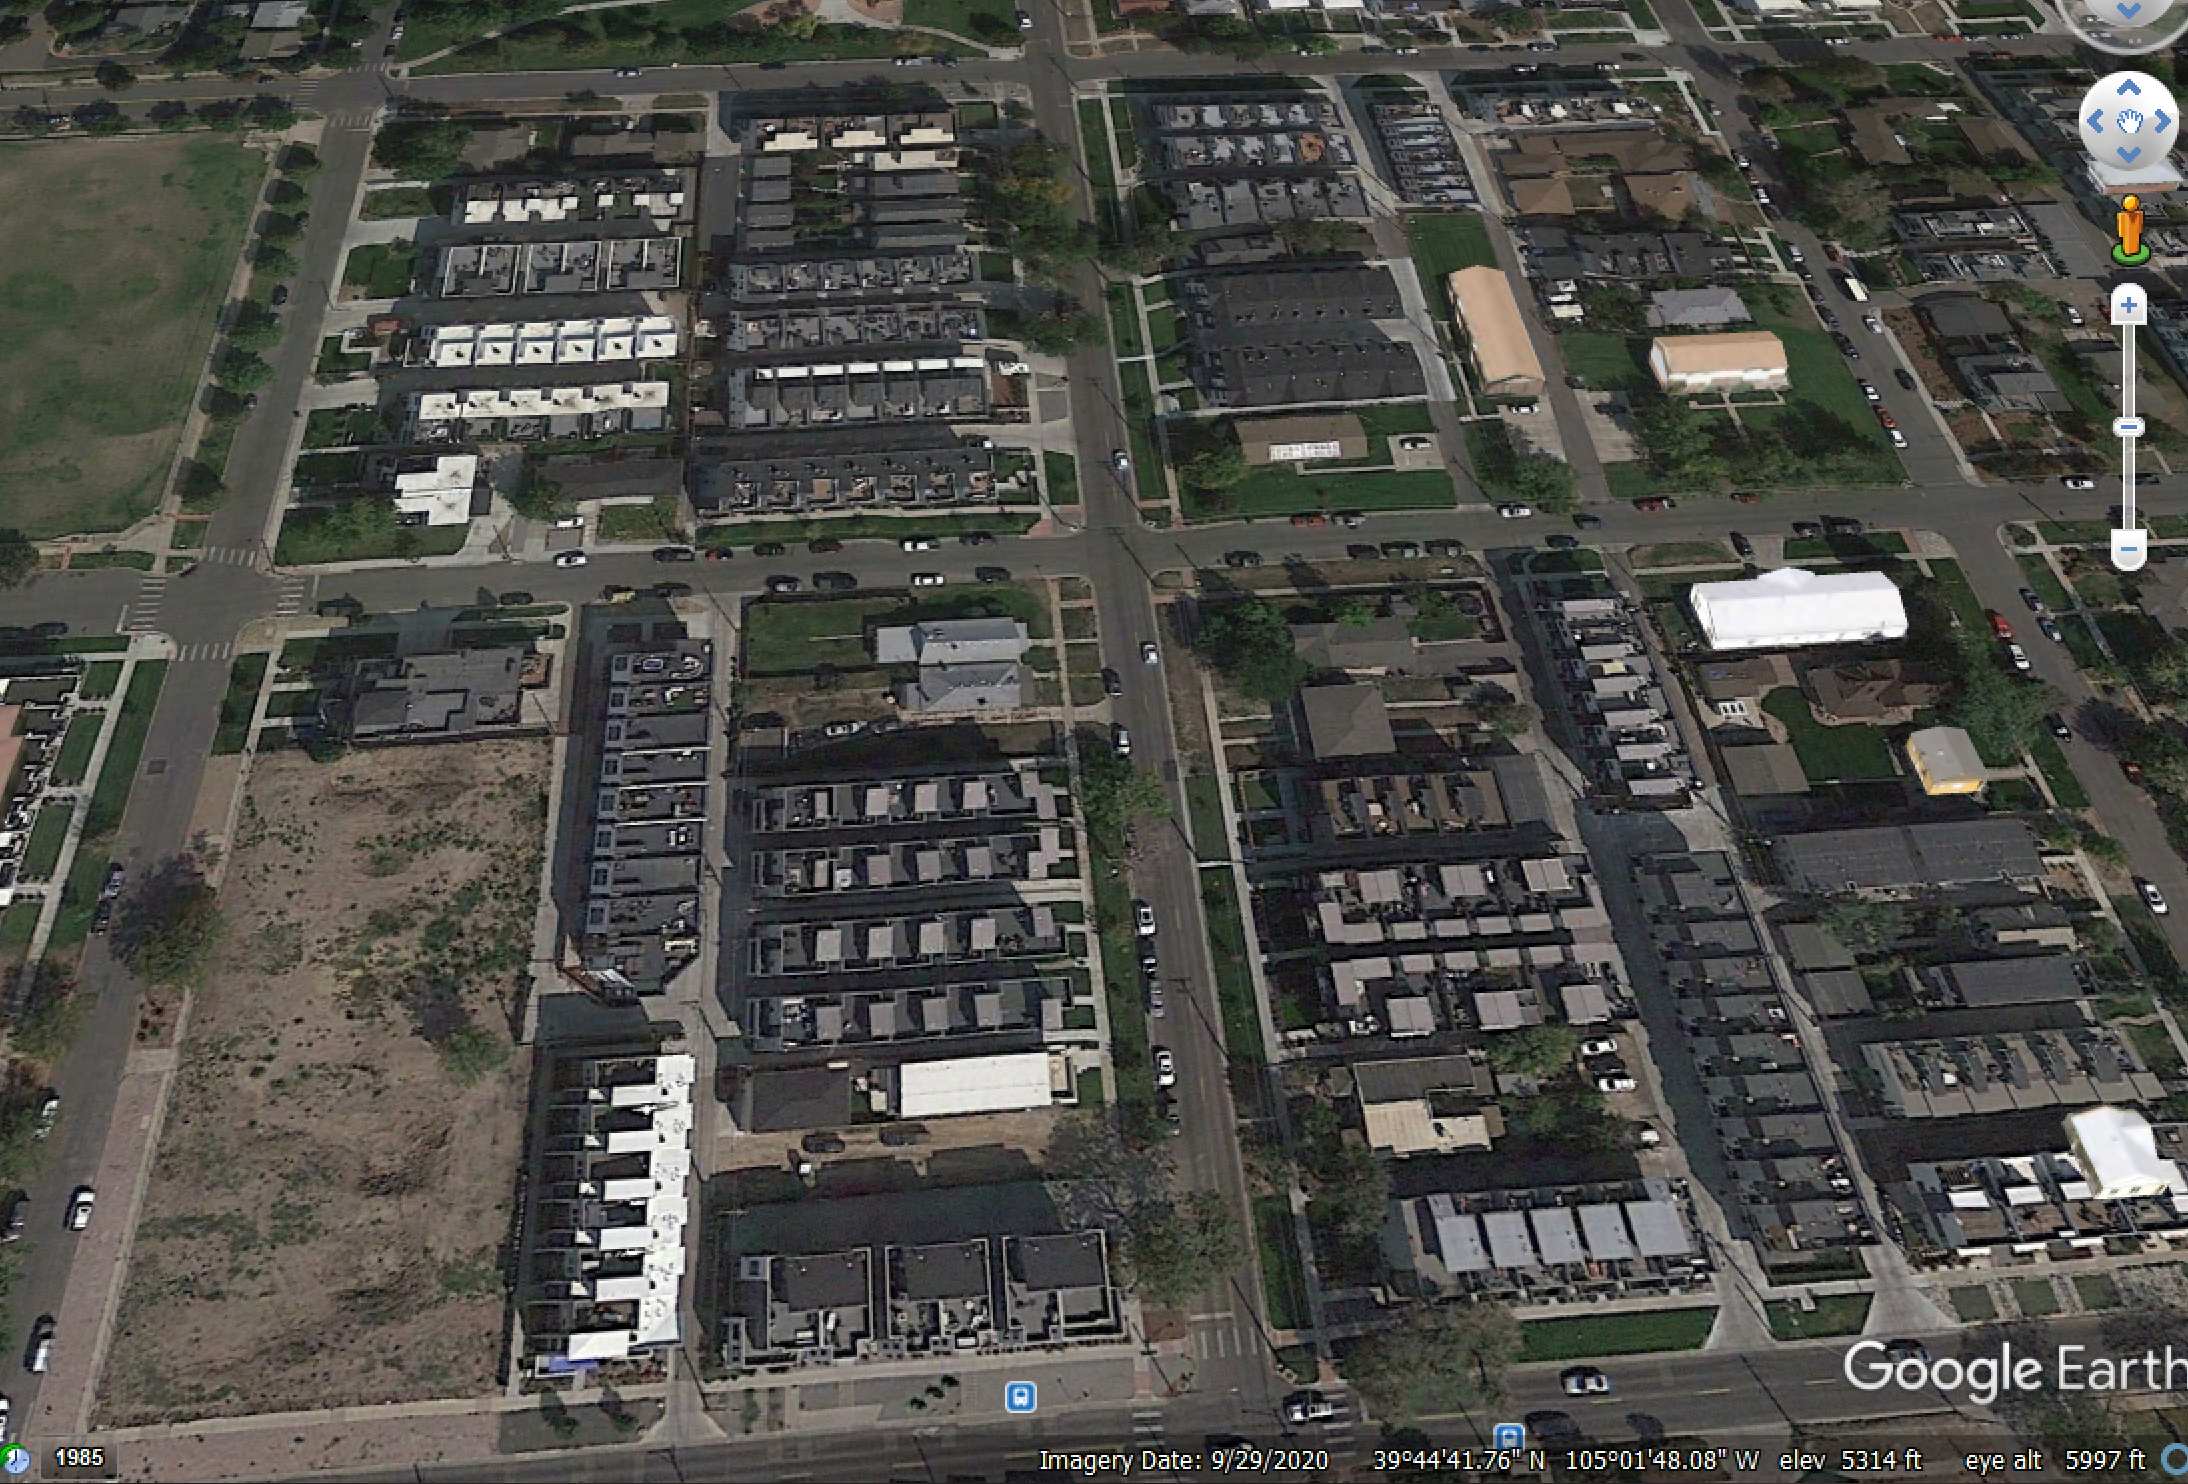 Google Earth
1985
Imagery Date: 9/29/2020 39°44'41.76" N 105°01'48.08" W elev 5314 ft eye alt 5997 ft